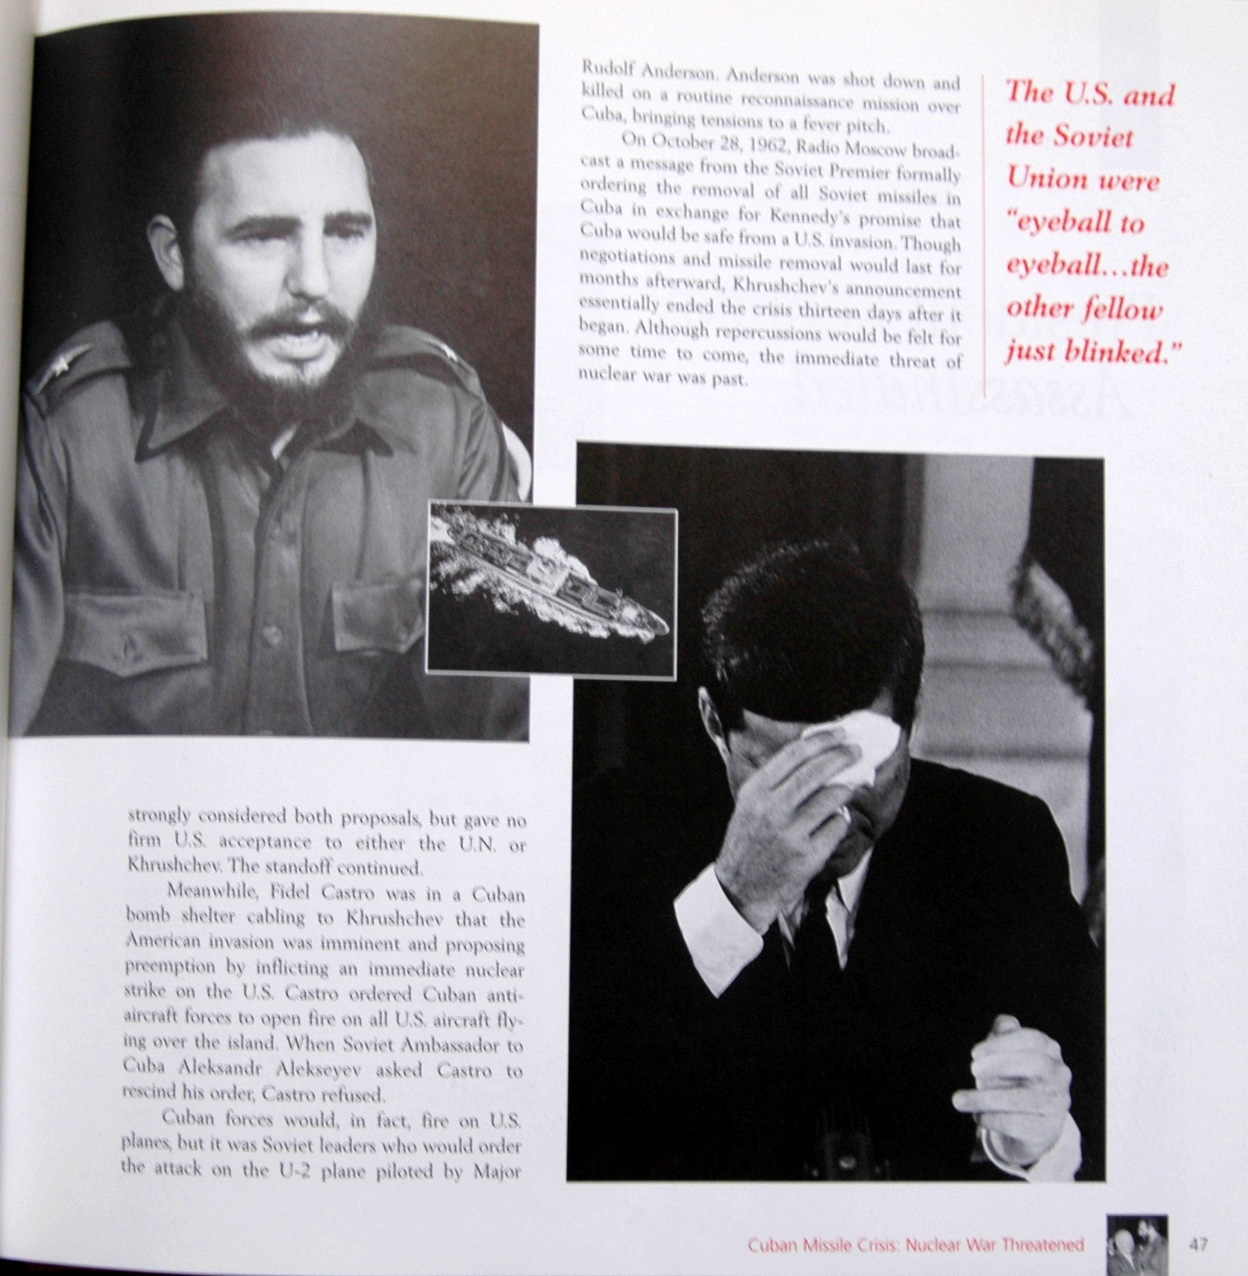 strongly considered both proposals, but gave no
firm U.S. acceptance to either the U.N. or
Khrushchev. The standoff continued.
Meanwhile, Fidel Castro was in a Cuban
bomb shelter cabling to Khrushchev that the
American invasion was imminent and proposing
preemption by inflicting an immediate nuclear
strike on the U.S. Castro ordered Cuban anti-
aircraft forces to open fire on all U.S. aircraft fly-
ing over the island. When Soviet Ambassador to
Cuba Aleksandr Alekseyev asked Castro to
rescind his order, Castro refused.
Cuban forces would, in fact, fire on U.S.
planes, but it was Soviet leaders who would order
the attack on the U-2 plane piloted by Major
Rudolf Anderson. Anderson was shot down and
killed on a routine reconnaissance mission over
Cuba, bringing tensions to a fever pitch.
On October 28, 1962, Radio Moscow broad-
cast a message from the Soviet Premier formally
ordering the removal of all Soviet missiles in
Cuba in exchange for Kennedy's promise that
Cuba would be safe from a U.S. invasion. Though
negotiations and missile removal would last for
months afterward, Khrushchev's announcement
essentially ended the crisis thirteen days after it
began. Although repercussions would be felt for
some time to come, the immediate threat of
nuclear war was past.
The U.S. and
the Soviet
Union were
"eyeball to
eyeball...the
other fellow
just blinked."
Cuban Missile Crisis: Nuclear War Threatened
47